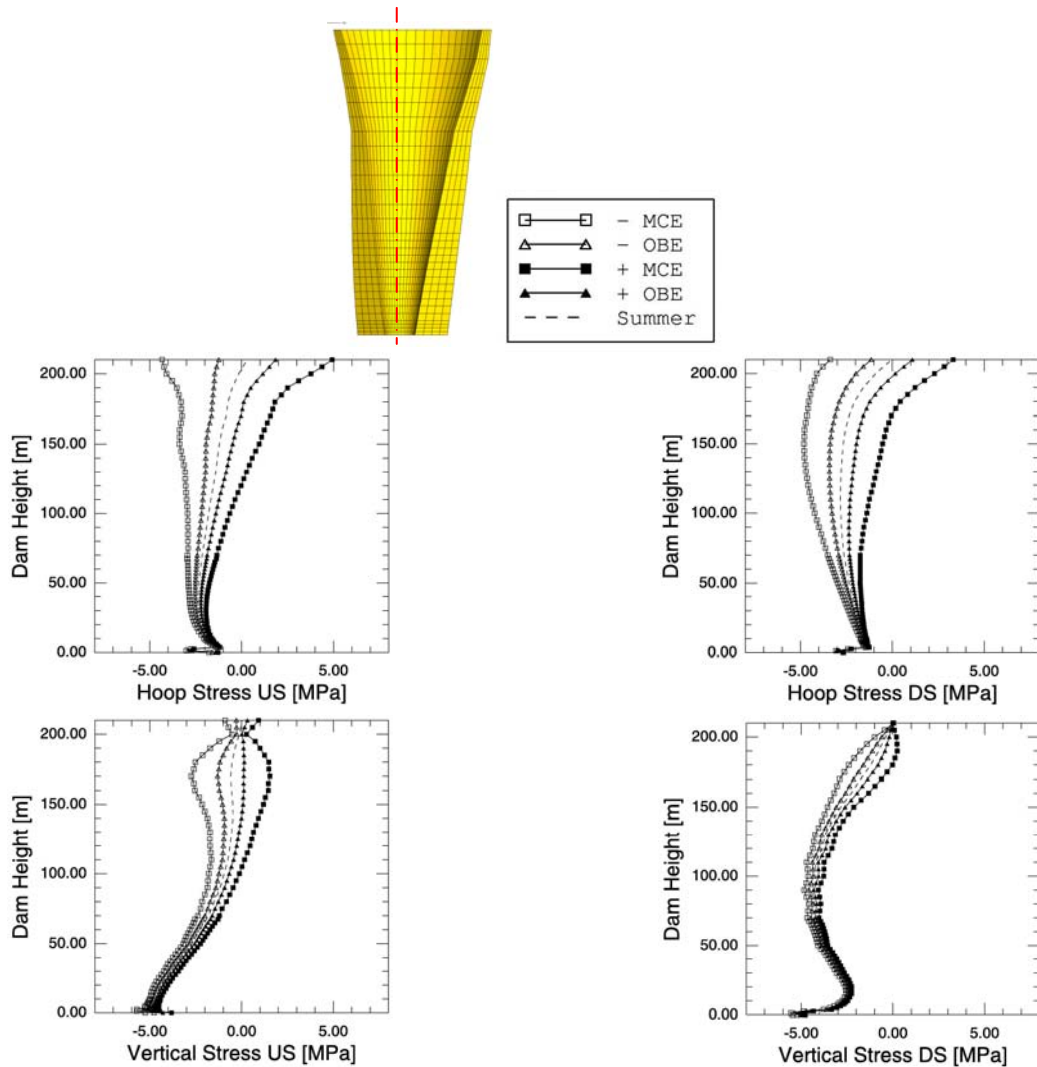 − MCE
− OBE
+ MCE
+ OBE
Summer
200.00
150.00
100.00
50.00
0.00
Dam Height [m]
-5.00 0.00 5.00
Hoop Stress US [MPa]
200.00
150.00
100.00
50.00
0.00
Dam Height [m]
-5.00 0.00 5.00
Hoop Stress DS [MPa]
200.00
150.00
100.00
50.00
0.00
Dam Height [m]
-5.00 0.00 5.00
Vertical Stress US [MPa]
200.00
150.00
100.00
50.00
0.00
Dam Height [m]
-5.00 0.00 5.00
Vertical Stress DS [MPa]